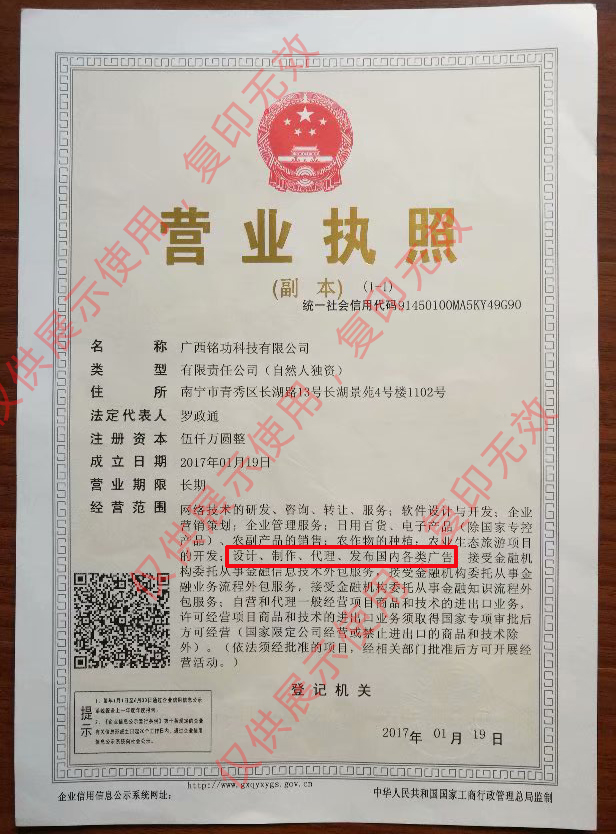 营业执照
(副 本) (1-1)
统一社会信用代码91450100MA5KY49G90
名 称 广西铭功科技有限公司
类 型 有限责任公司（自然人独资）
住 所 南宁市青秀区长湖路13号长湖景苑4号楼1102号
法定代表人 罗政通
注册资本 伍仟万圆整
成立日期 2017年01月19日
营业期限 长期
经营范围 网络技术的研发、咨询、转让、服务；软件设计与开发；企业
营销策划；企业管理服务；日用百货、电子产品（除国家专控
产品）、农副产品的销售；农作物的种植，农业生态旅游项目
的开发；设计、制作、代理、发布国内各类广告，接受金融机
构委托从事金融信息技术外包服务，接受金融机构委托从事金
融业务流程外包服务，接受金融机构委托从事金融知识流程外
包服务；自营和代理一般经营项目商品和技术的进出口业务，
许可经营项目商品和技术的进出口业务须取得国家专项审批后
方可经营（国家限定公司经营或禁止进出口的商品和技术除
外）。（依法须经批准的项目，经相关部门批准后方可开展经
营活动。）
登记机关
2017年 01月 19日
提示
企业信用信息公示系统网址：
http://www.gxqyxygs.gov.cn
中华人民共和国国家工商行政管理总局监制
仅供展示使用，复印无效
仅供展示使用，复印无效